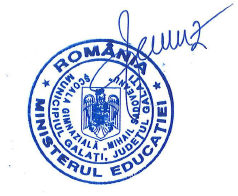 ROMÂNIA
* MINISTERUL EDUCAȚIEI *
ȘCOALA GIMNAZIALĂ „MIHAIL SADOVEANU”
MUNICIPIUL GALAȚI, JUDEȚUL GALAȚI